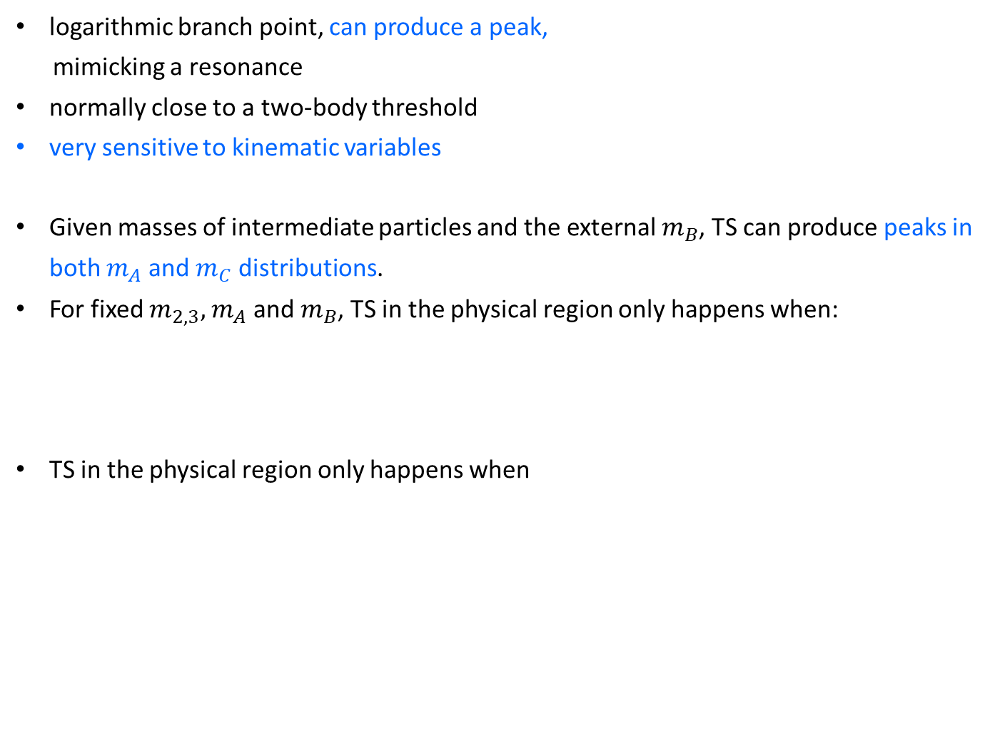 • logarithmic branch point, can produce a peak,
mimicking a resonance
• normally close to a two-body threshold
• very sensitive to kinematic variables
• Given masses of intermediate particles and the external $m_B$, TS can produce peaks in
both $m_A$ and $m_C$ distributions.
• For fixed $m_{2,3}$, $m_A$ and $m_B$, TS in the physical region only happens when:
• TS in the physical region only happens when